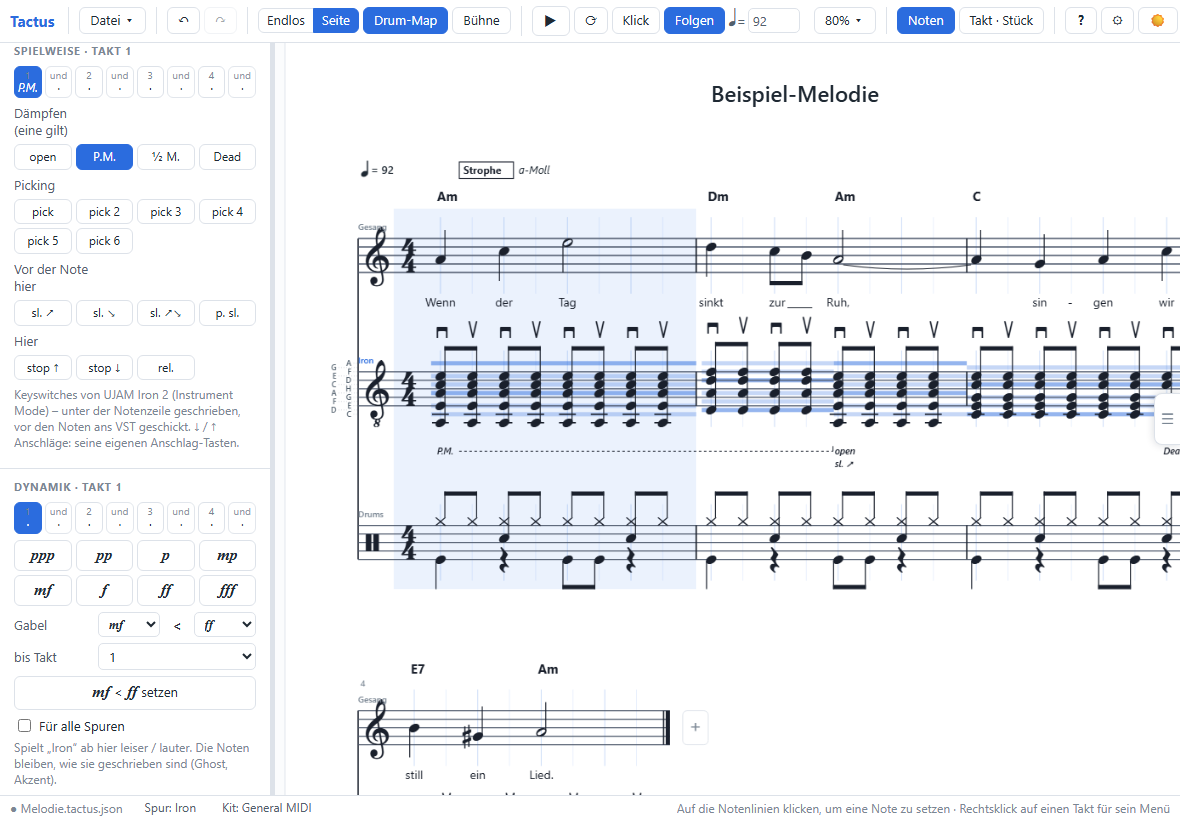 Tactus
Datei
Endlos Seite Drum-Map Bühne
Klick Folgen = 92
80%
Noten Takt · Stück ?
SPIELWEISE · TAKT 1
1 und 2 und 3 und 4 und
P.M. . . . . . . .
Dämpfen
(eine gilt)
open P.M. ½ M. Dead
Picking
pick pick 2 pick 3 pick 4
pick 5 pick 6
Vor der Note
hier
sl. ↗ sl. ↘ sl. ↗↘ p. sl.
Hier
stop ↑ stop ↓ rel.
Keyswitches von UJAM Iron 2 (Instrument
Mode) – unter der Notenzeile geschrieben,
vor den Noten ans VST geschickt. ↓ / ↑
Anschläge: seine eigenen Anschlag-Tasten.
DYNAMIK · TAKT 1
1 und 2 und 3 und 4 und
. . . . . . . .
ppp pp p mp
mf f ff fff
Gabel mf < ff
bis Takt 1
mf < ff setzen
Für alle Spuren
Spielt „Iron“ ab hier leiser / lauter. Die Noten
bleiben, wie sie geschrieben sind (Ghost,
Akzent).
Beispiel-Melodie
= 92 Strophe a-Moll
Am Dm Am C
Gesang
4 4
Wenn der Tag sinkt zur ____ Ruh. sin - gen wir
Iron
G E C A F D
A F D H G E C
8
P.M. open Dea
sl. ↗
Drums
4 4
E7 Am
4
Gesang
+
still ein Lied.
● Melodie.tactus.json Spur: Iron Kit: General MIDI Auf die Notenlinien klicken, um eine Note zu setzen · Rechtsklick auf einen Takt für sein Menü